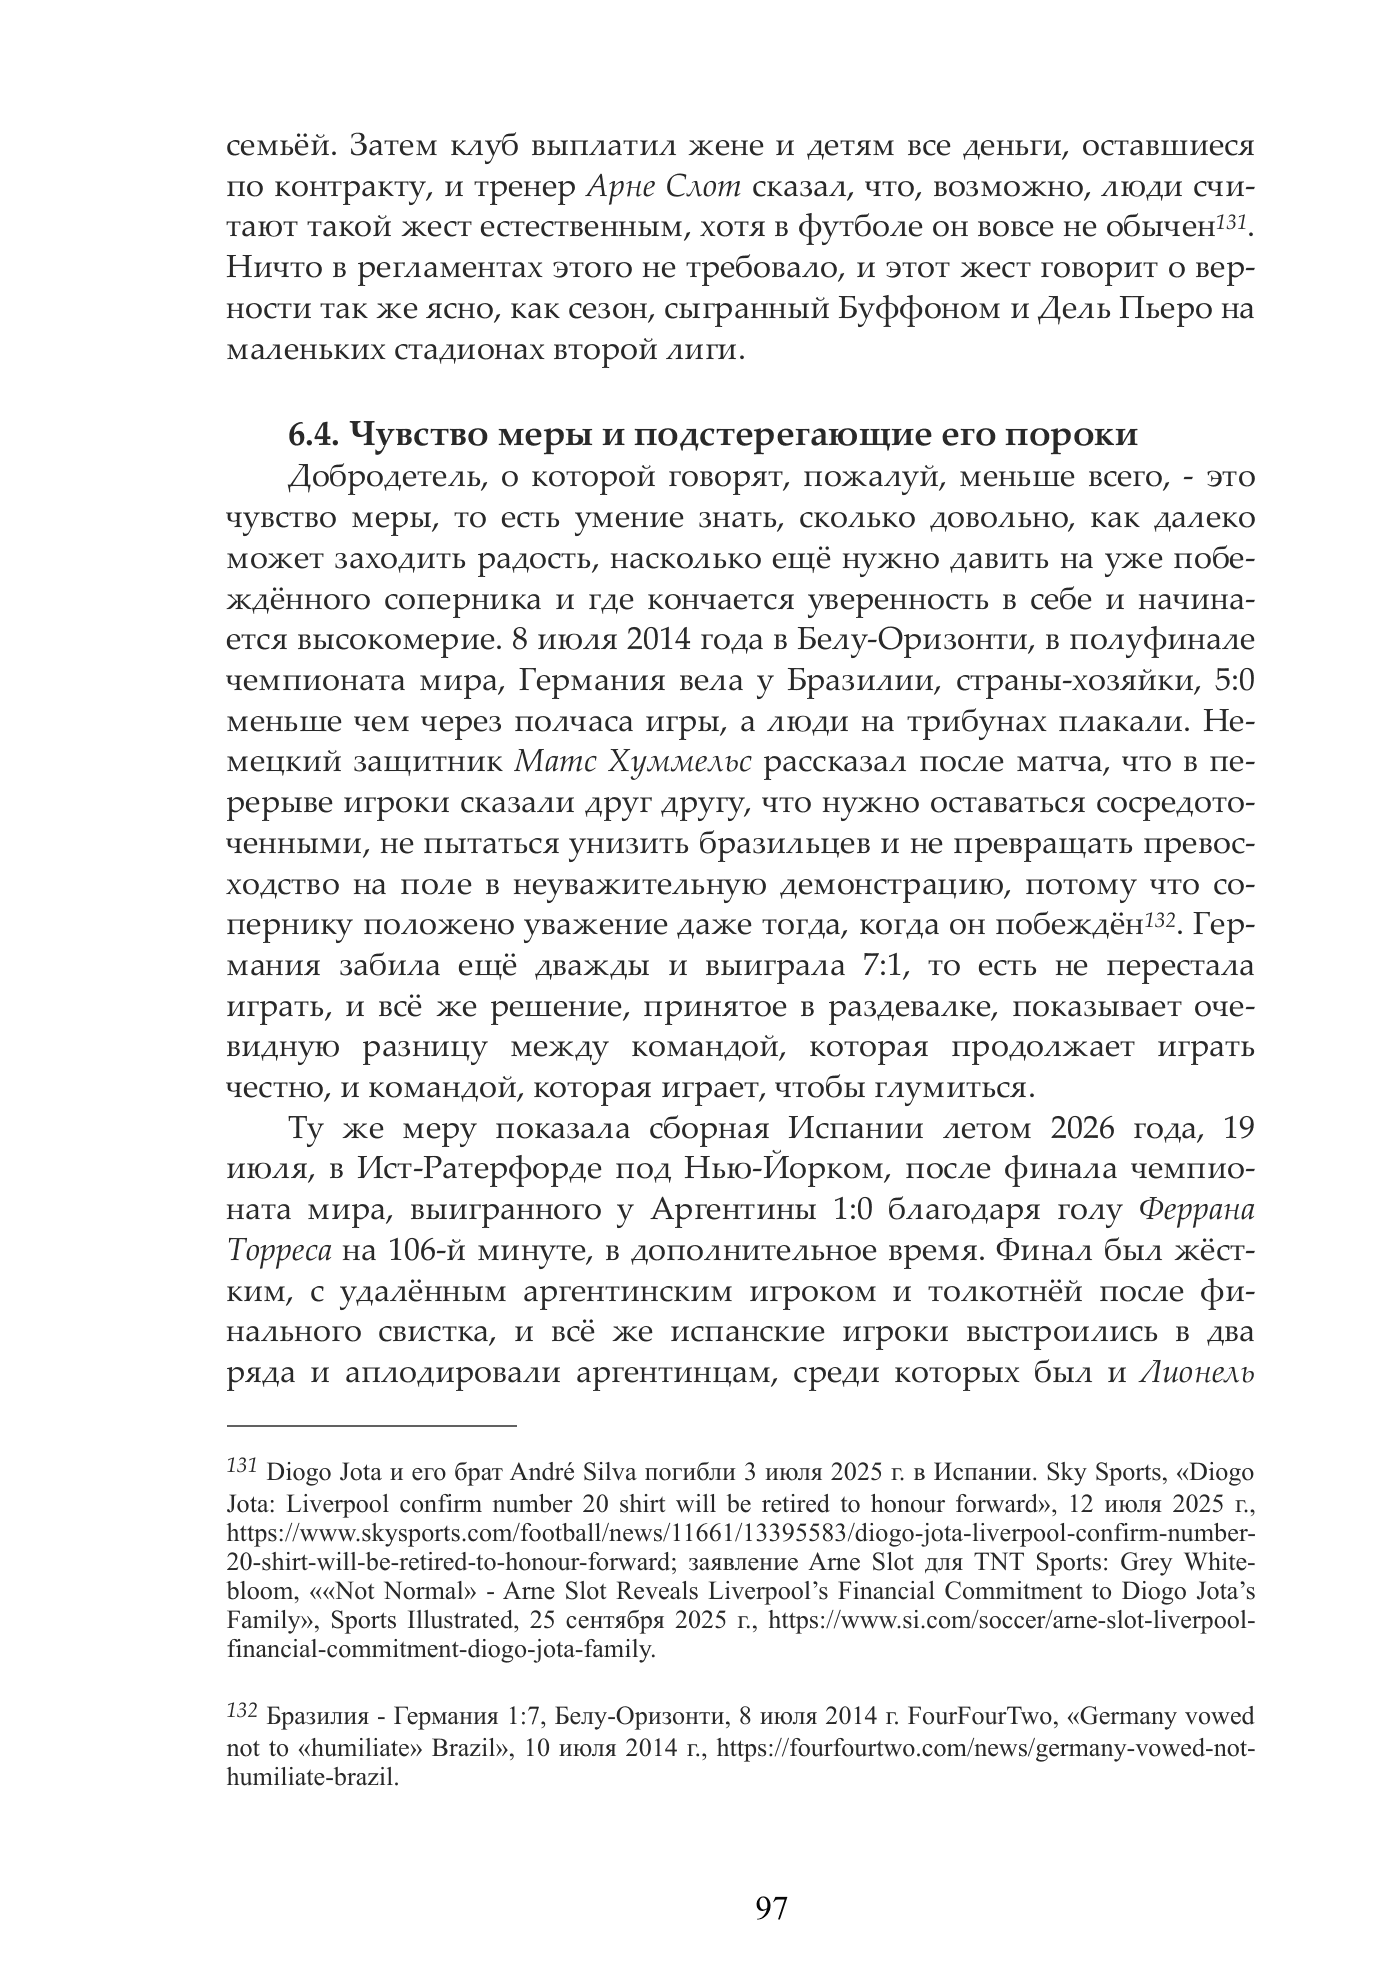 семьёй. Затем клуб выплатил жене и детям все деньги, оставшиеся
по контракту, и тренер Арне Слот сказал, что, возможно, люди счи-
тают такой жест естественным, хотя в футболе он вовсе не обычен131.
Ничто в регламентах этого не требовало, и этот жест говорит о вер-
ности так же ясно, как сезон, сыгранный Буффоном и Дель Пьеро на
маленьких стадионах второй лиги.
6.4. Чувство меры и подстерегающие его пороки
Добродетель, о которой говорят, пожалуй, меньше всего, - это
чувство меры, то есть умение знать, сколько довольно, как далеко
может заходить радость, насколько ещё нужно давить на уже побе-
ждённого соперника и где кончается уверенность в себе и начина-
ется высокомерие. 8 июля 2014 года в Белу-Оризонти, в полуфинале
чемпионата мира, Германия вела у Бразилии, страны-хозяйки, 5:0
меньше чем через полчаса игры, а люди на трибунах плакали. Не-
мецкий защитник Матс Хуммельс рассказал после матча, что в пе-
рерыве игроки сказали друг другу, что нужно оставаться сосредото-
ченными, не пытаться унизить бразильцев и не превращать превос-
ходство на поле в неуважительную демонстрацию, потому что со-
пернику положено уважение даже тогда, когда он побеждён132. Гер-
мания забила ещё дважды и выиграла 7:1, то есть не перестала
играть, и всё же решение, принятое в раздевалке, показывает оче-
видную разницу между командой, которая продолжает играть
честно, и командой, которая играет, чтобы глумиться.
Ту же меру показала сборная Испании летом 2026 года, 19
июля, в Ист-Ратерфорде под Нью-Йорком, после финала чемпио-
ната мира, выигранного у Аргентины 1:0 благодаря голу Феррана
Торреса на 106-й минуте, в дополнительное время. Финал был жёст-
ким, с удалённым аргентинским игроком и толкотнёй после фи-
нального свистка, и всё же испанские игроки выстроились в два
ряда и аплодировали аргентинцам, среди которых был и Лионель
131 Diogo Jota и его брат André Silva погибли 3 июля 2025 г. в Испании. Sky Sports, «Diogo
Jota: Liverpool confirm number 20 shirt will be retired to honour forward», 12 июля 2025 г.,
https://www.skysports.com/football/news/11661/13395583/diogo-jota-liverpool-confirm-number-
20-shirt-will-be-retired-to-honour-forward; заявление Arne Slot для TNT Sports: Grey White-
bloom, ««Not Normal» - Arne Slot Reveals Liverpool’s Financial Commitment to Diogo Jota’s
Family», Sports Illustrated, 25 сентября 2025 г., https://www.si.com/soccer/arne-slot-liverpool-
financial-commitment-diogo-jota-family.
132 Бразилия - Германия 1:7, Белу-Оризонти, 8 июля 2014 г. FourFourTwo, «Germany vowed
not to «humiliate» Brazil», 10 июля 2014 г., https://fourfourtwo.com/news/germany-vowed-not-
humiliate-brazil.
97